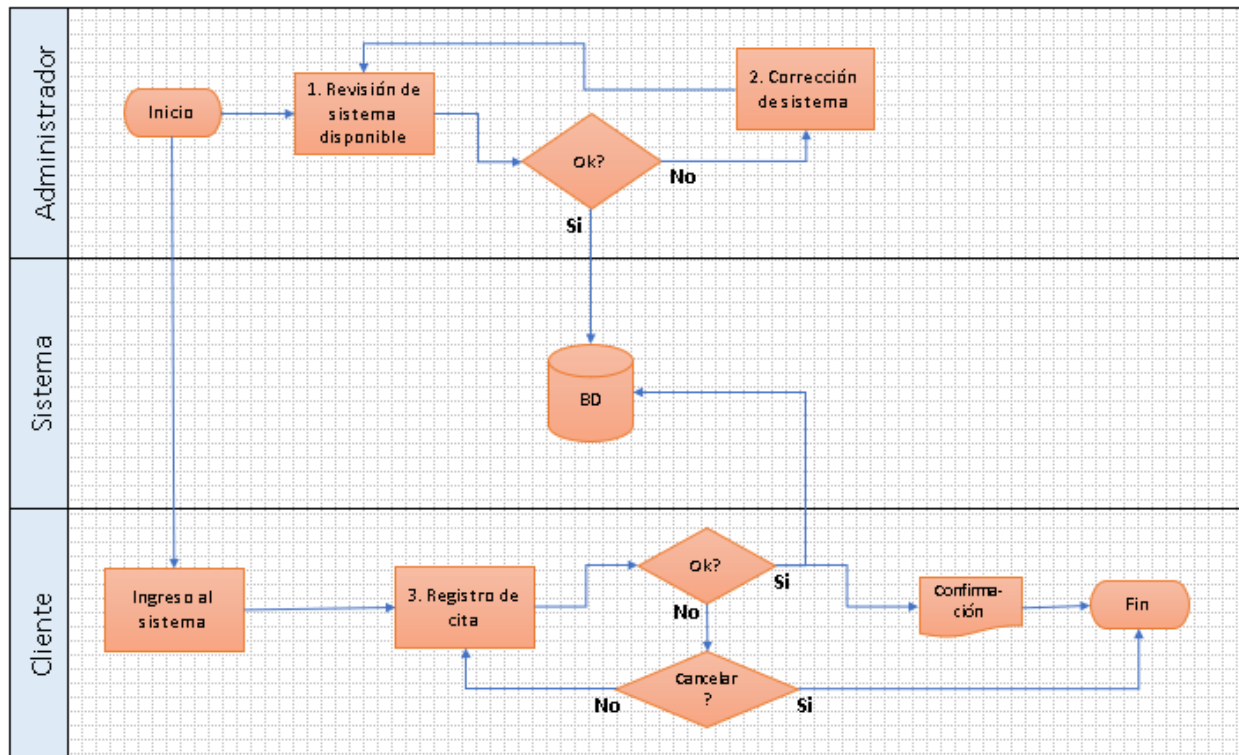 Administrador
Inicio
1. Revisión de
sistema
disponible
Ok?
No
Si
2. Corrección
de sistema
Sistema
BD
Cliente
Ingreso al
sistema
3. Registro de
cita
Ok?
Si
No
Cancelar
?
No
Si
Confirma-
ción
Fin